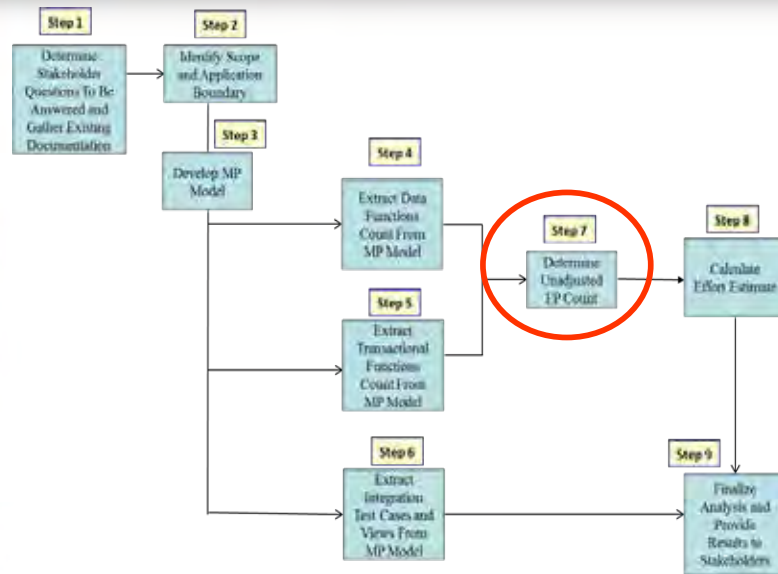 Step 1
Determine
Stakeholder
Questions To Be
Answered and
Gather Existing
Documentation
Step 2
Identify Scope
and Application
Boundary
Step 3
Develop MP
Model
Step 4
Extract Data
Functions
Count From
MP Model
Step 5
Extract
Transactional
Functions
Count From
MP Model
Step 6
Extract
Integration
Test Cases and
Views From
MP Model
Step 7
Determine
Unadjusted
FP Count
Step 8
Calculate
Effort Estimate
Step 9
Finalize
Analysis and
Provide
Results to
Stakeholders